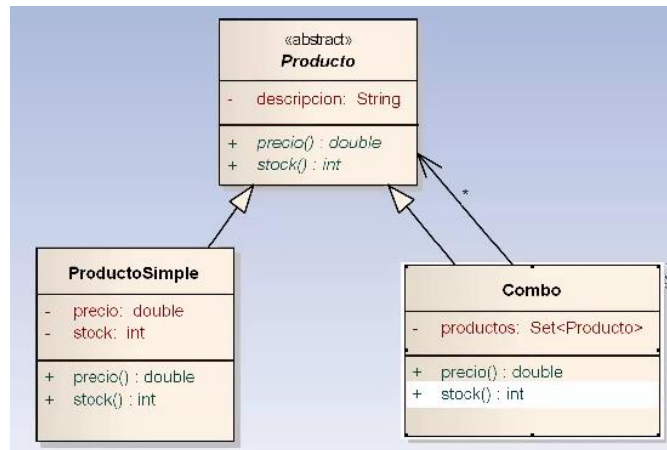 «abstract»
Producto
- descripcion: String
+ precio() : double
+ stock() : int
*
ProductoSimple
- precio: double
- stock: int
+ precio() : double
+ stock() : int
Combo
- productos: Set<Producto>
+ precio() : double
+ stock() : int